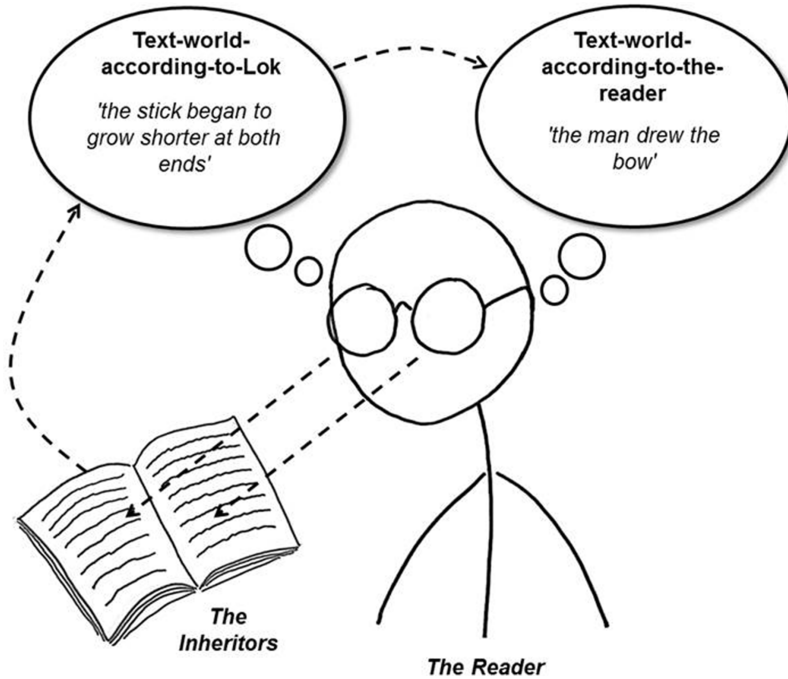 Text-world-
according-to-Lok
'the stick began to
grow shorter at both
ends'
Text-world-
according-to-the-
reader
'the man drew the
bow'
The
Inheritors
The Reader